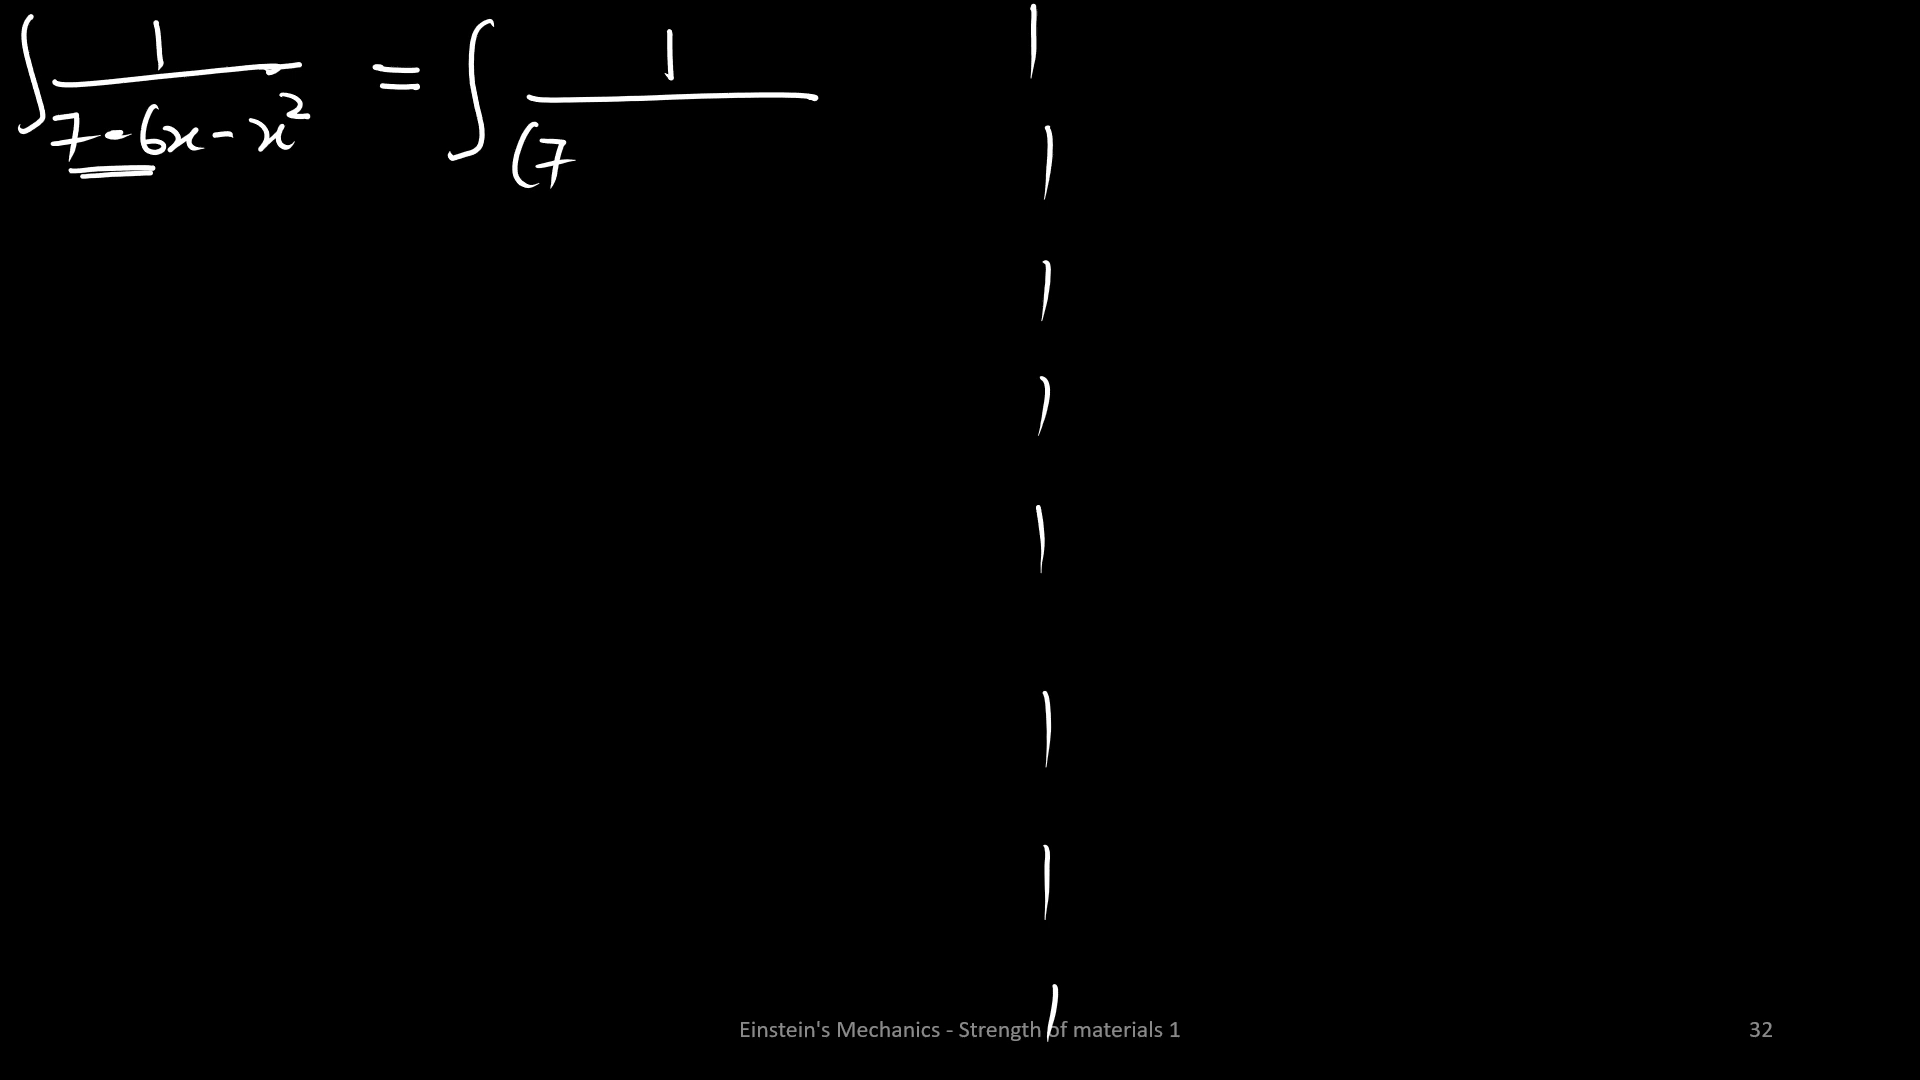 ∫ 1/(7-6x-x²) = ∫ 1/(7
Einstein's Mechanics - Strength of materials 1
32